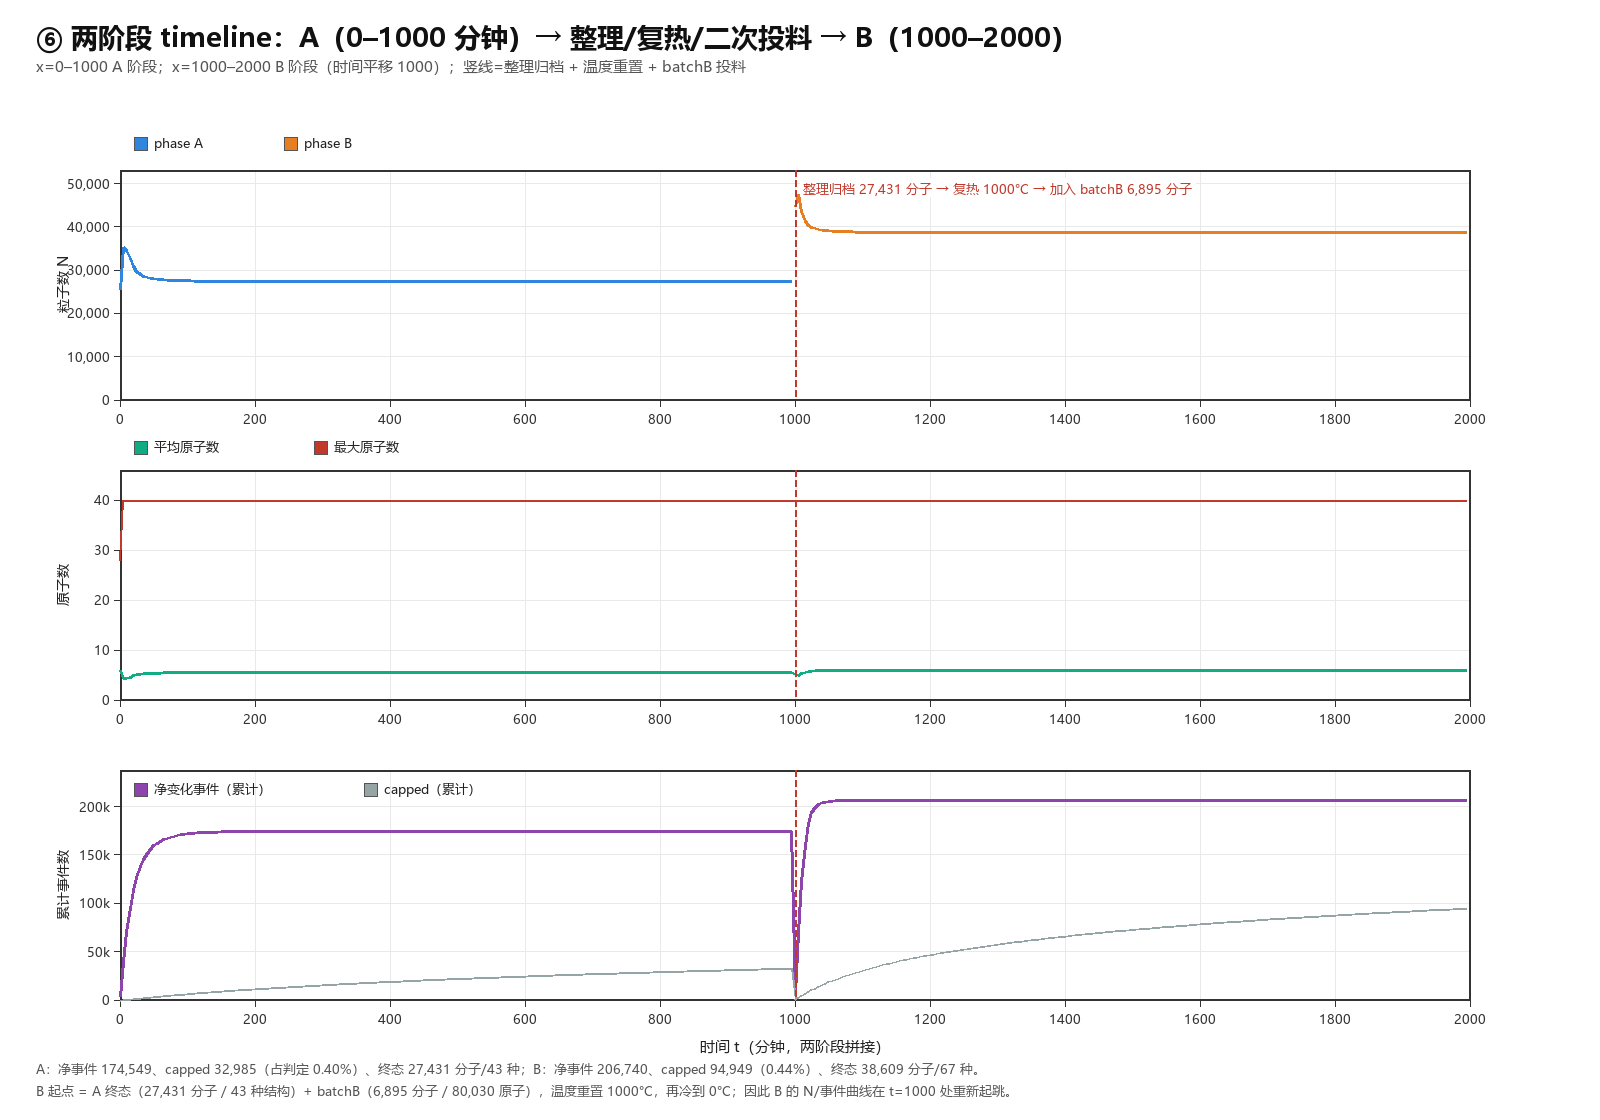 ⑥ 两阶段 timeline：A（0–1000 分钟）→ 整理/复热/二次投料 → B（1000–2000）
x=0–1000 A 阶段；x=1000–2000 B 阶段（时间平移 1000）；竖线=整理归档 + 温度重置 + batchB 投料
phase A
phase B
整理归档 27,431 分子 → 复热 1000°C → 加入 batchB 6,895 分子
粒子数 N
50,000
40,000
30,000
20,000
10,000
0
0 200 400 600 800 1000 1200 1400 1600 1800 2000
平均原子数
最大原子数
原子数
40
30
20
10
0
0 200 400 600 800 1000 1200 1400 1600 1800 2000
净变化事件（累计）
capped（累计）
累计事件数
200k
150k
100k
50k
0
0 200 400 600 800 1000 1200 1400 1600 1800 2000
时间 t（分钟，两阶段拼接）
A：净事件 174,549、capped 32,985（占判定 0.40%）、终态 27,431 分子/43 种；B：净事件 206,740、capped 94,949（0.44%）、终态 38,609 分子/67 种。
B 起点 = A 终态（27,431 分子 / 43 种结构）+ batchB（6,895 分子 / 80,030 原子），温度重置 1000°C，再冷到 0°C；因此 B 的 N/事件曲线在 t=1000 处重新起跳。